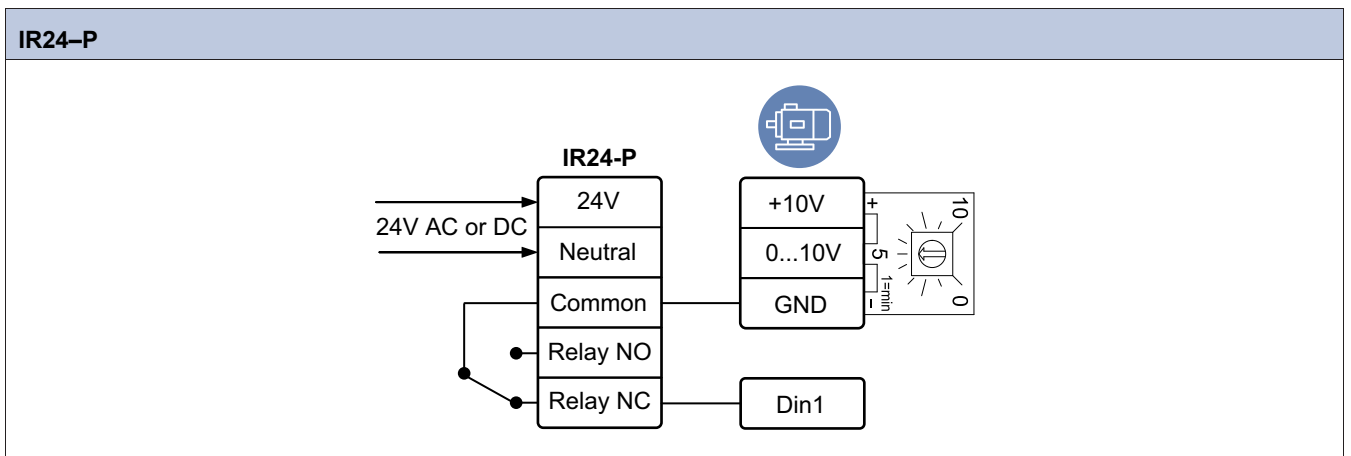 IR24–P
IR24-P
24V AC or DC
24V
Neutral
Common
Relay NO
Relay NC
+10V
0...10V
GND
Din1
+
-
10
5
1=min
0